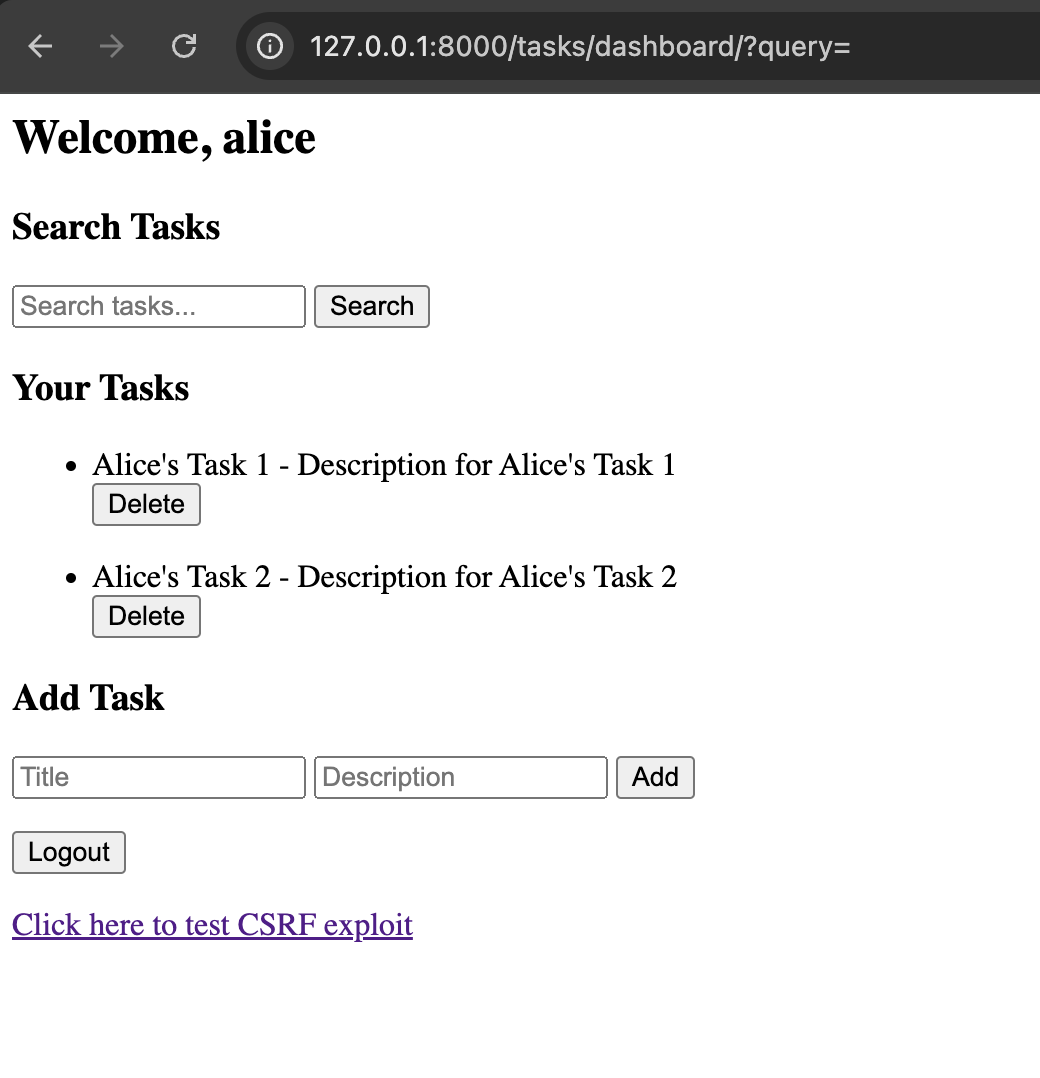 127.0.0.1:8000/tasks/dashboard/?query=
Welcome, alice
Search Tasks
Search tasks... Search
Your Tasks
Alice's Task 1 - Description for Alice's Task 1
Delete
Alice's Task 2 - Description for Alice's Task 2
Delete
Add Task
Title Description Add
Logout
Click here to test CSRF exploit